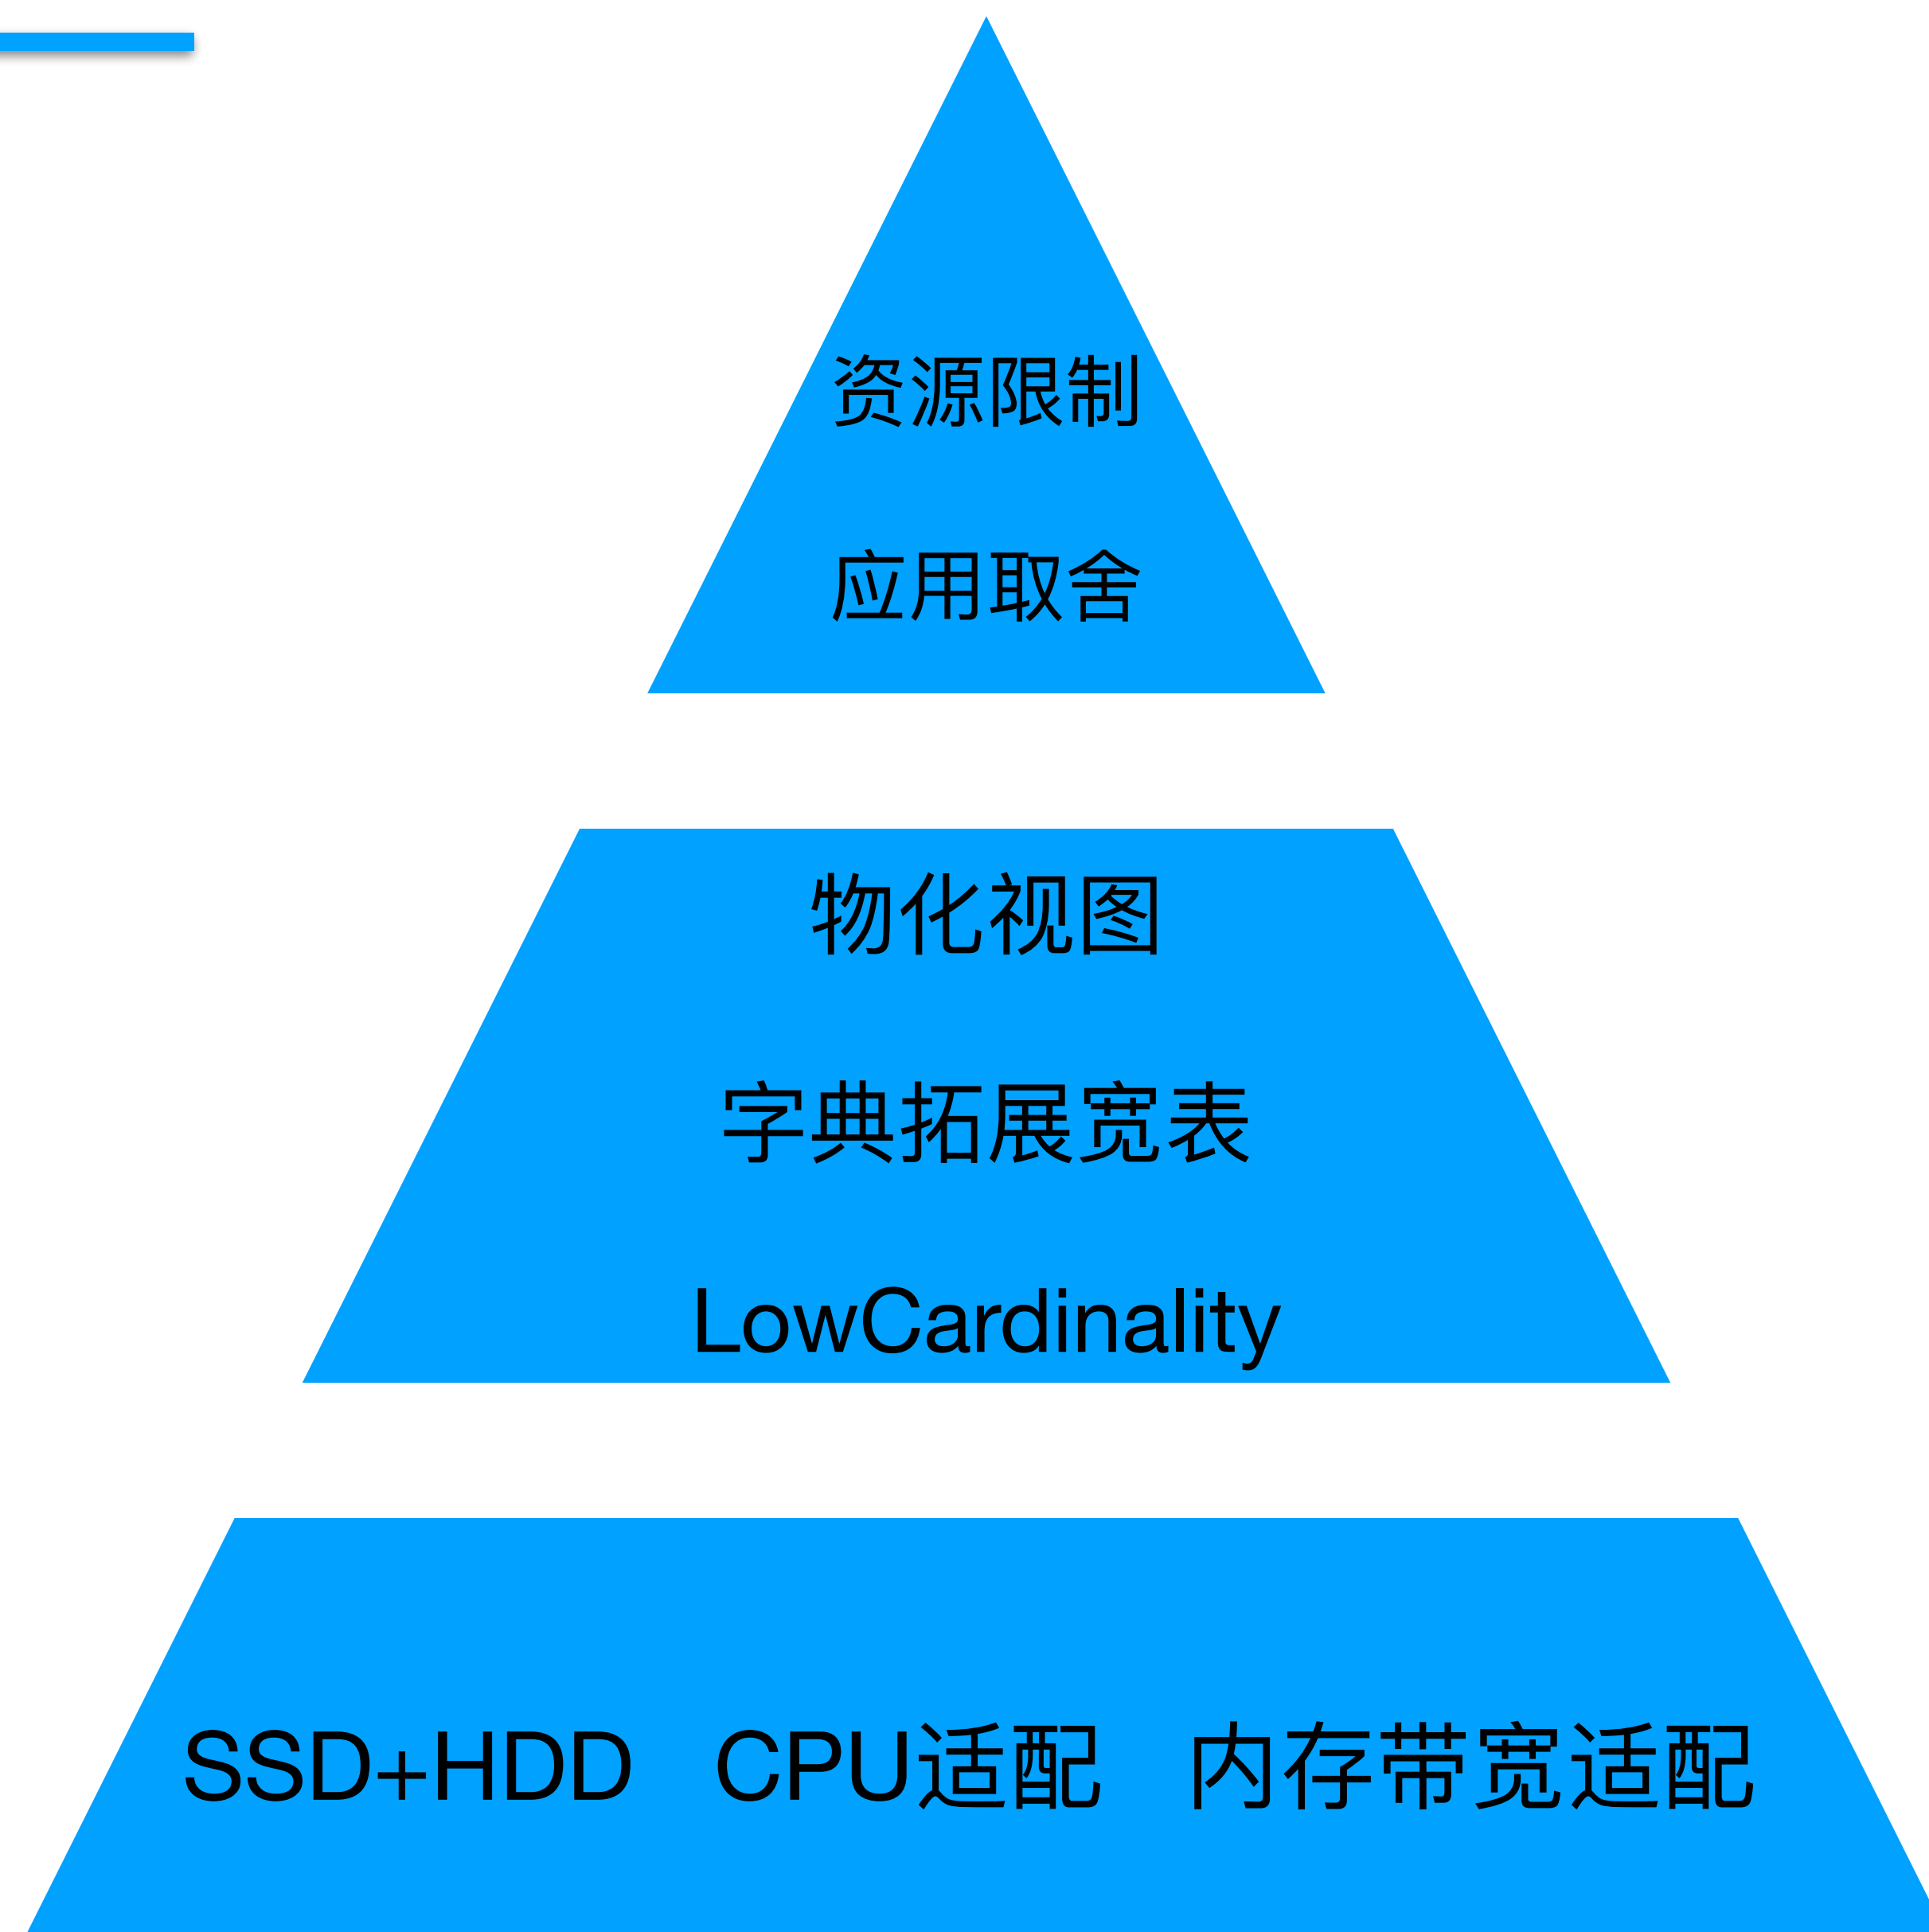 资源限制
应用取舍
物化视图
字典拓展宽表
LowCardinality
SSD+HDD CPU适配 内存带宽适配